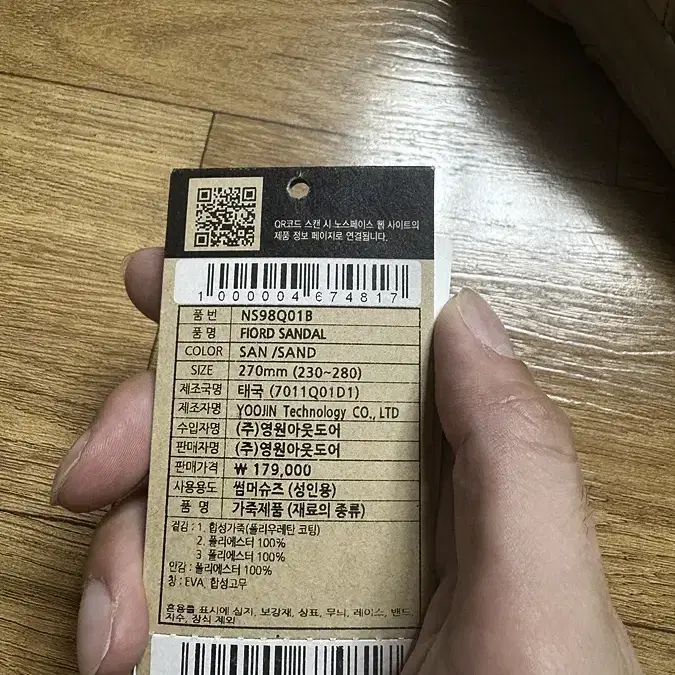 QR코드 스캔 시 노스페이스 웹 사이트의
제품 정보 페이지로 연결됩니다.
1000004674817
품 번 NS98Q01B
품 명 FIORD SANDAL
COLOR SAN /SAND
SIZE 270mm (230~280)
제조국명 태국 (7011Q01D1)
제조자명 YOOJIN Technology CO., LTD
수입자명 (주)영원아웃도어
판매자명 (주)영원아웃도어
판매가격 ₩ 179,000
사용용도 썸머슈즈 (성인용)
품 명 가죽제품 (재료의 종류)
겉감 : 1. 합성가죽(폴리우레탄 코팅)
2. 폴리에스터 100%
3. 폴리에스터 100%
안감 : 폴리에스터 100%
창 : EVA, 합성고무
혼용률 표시에 심지, 보강재, 상표, 무늬, 레이스, 밴드,
자수, 장식 제외